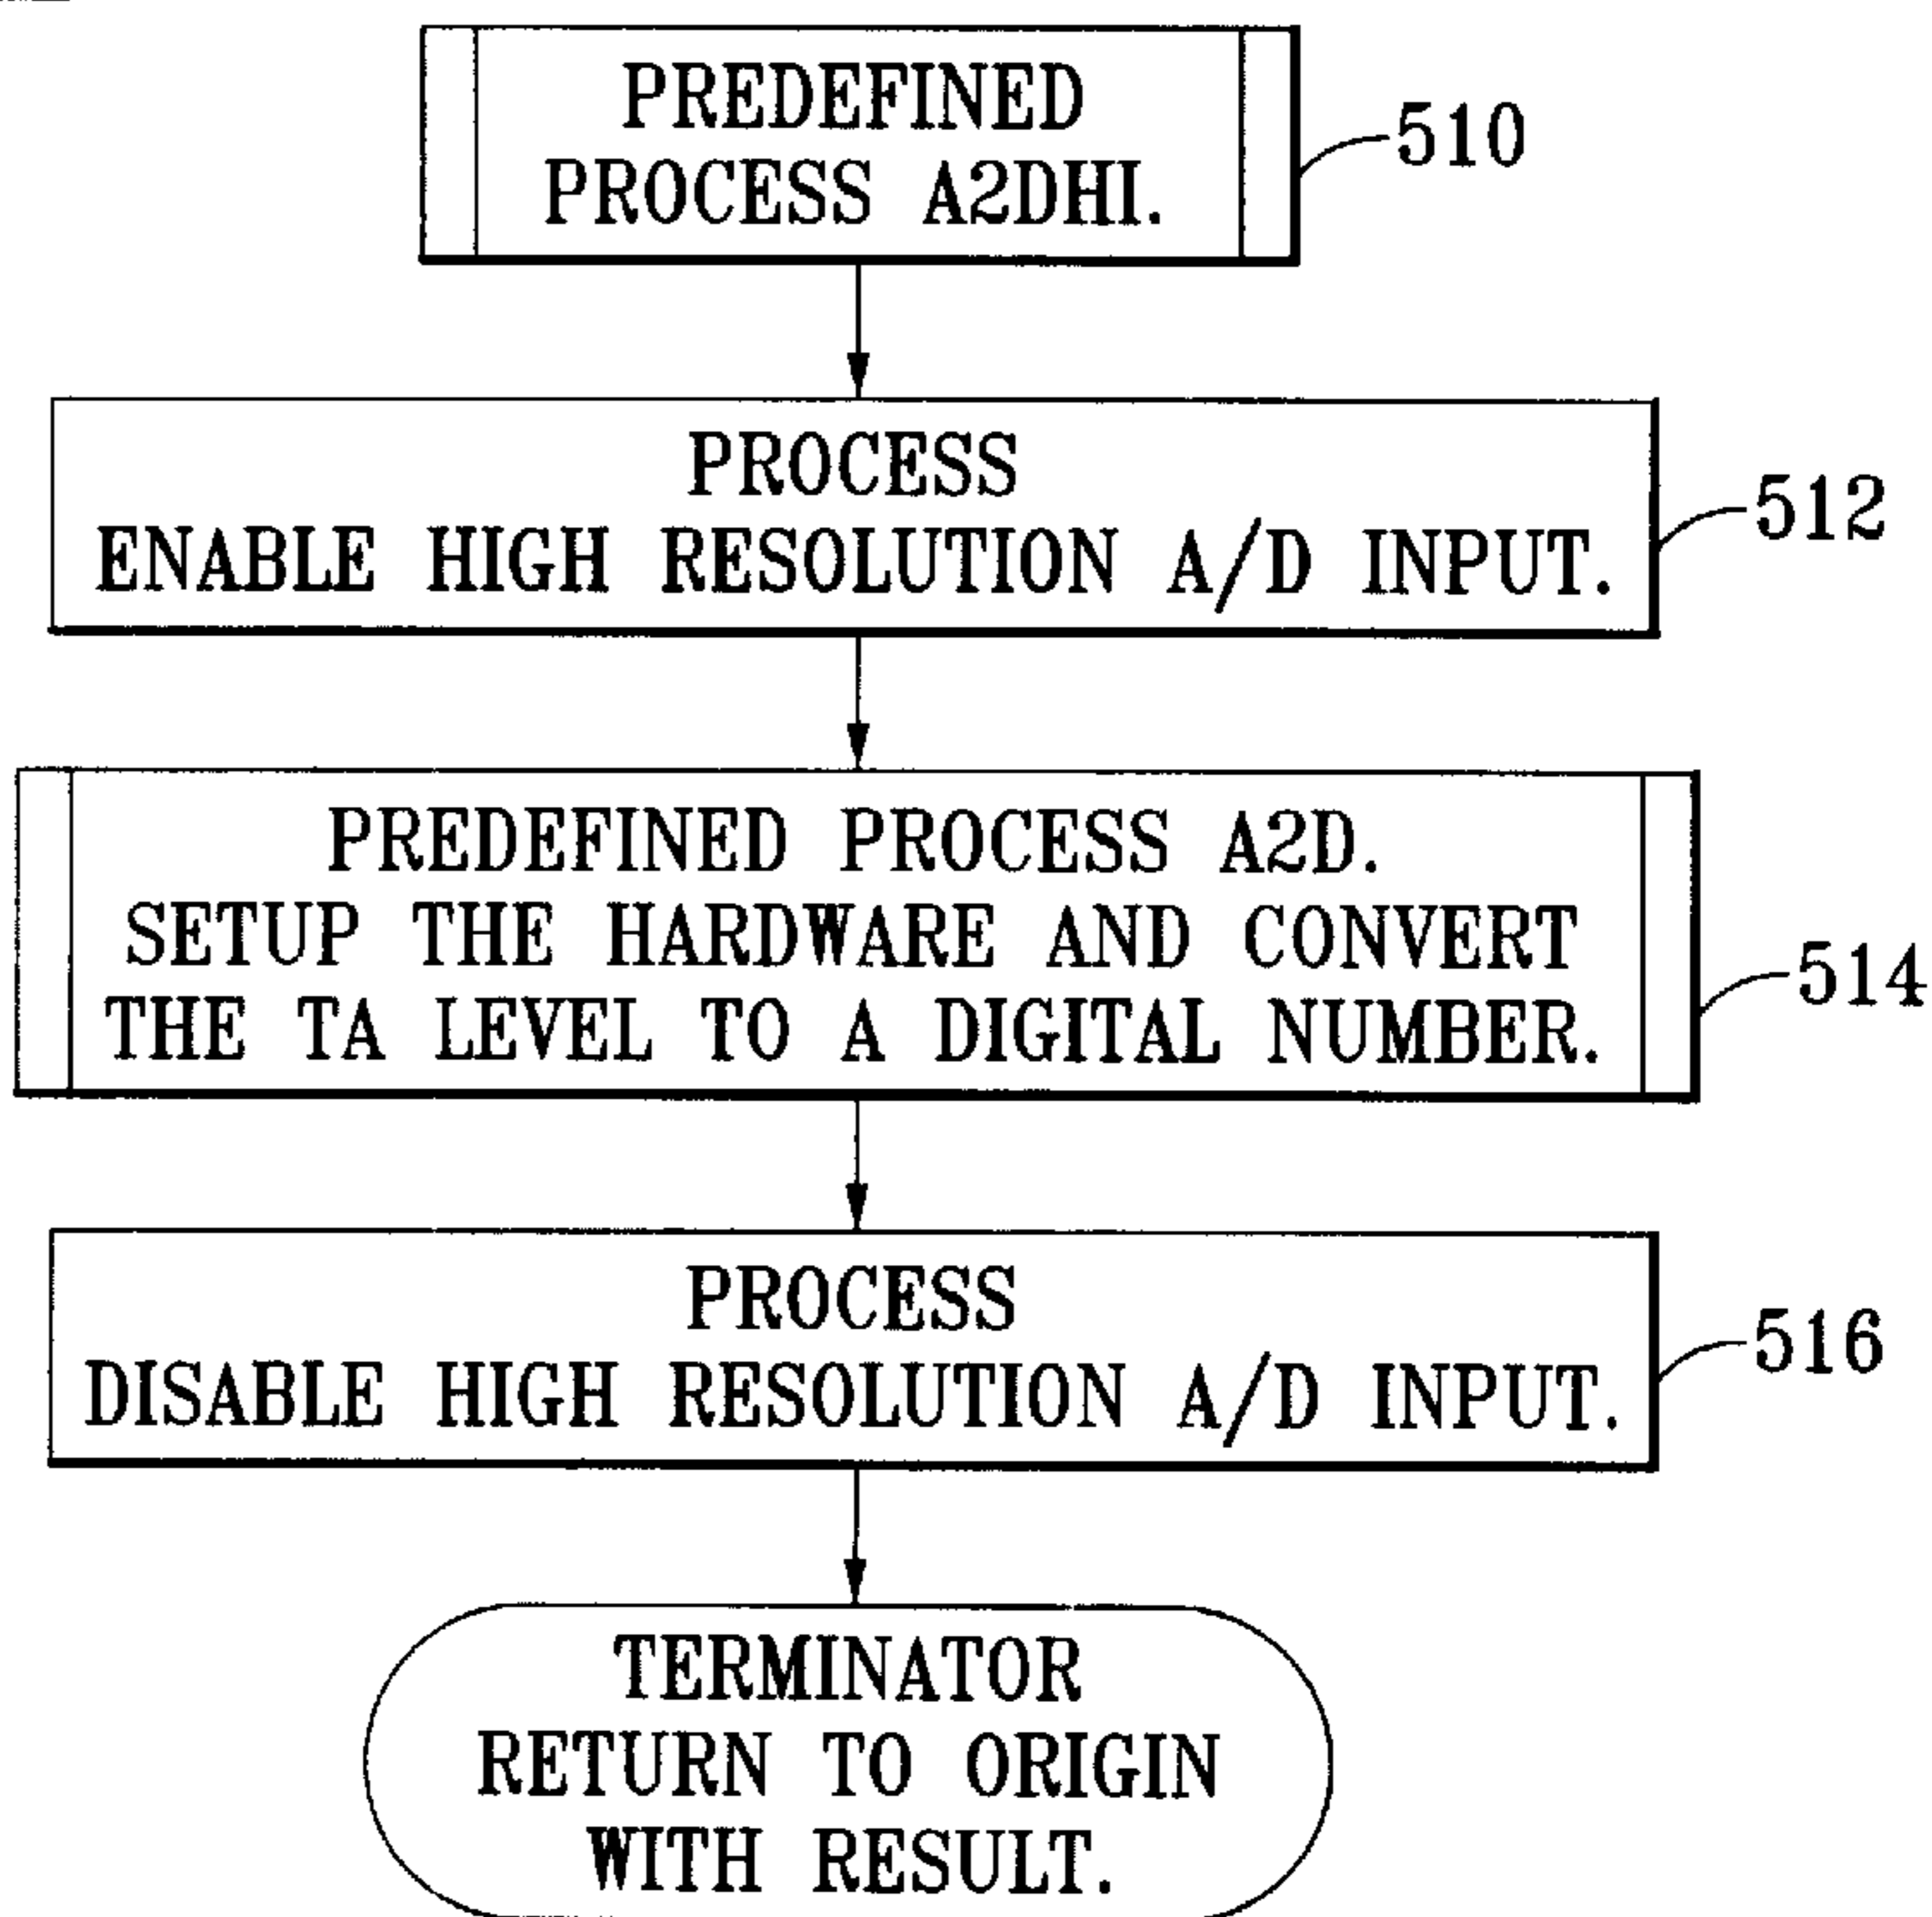 PREDEFINED
PROCESS A2DHI.
510
PROCESS
ENABLE HIGH RESOLUTION A/D INPUT.
512
PREDEFINED PROCESS A2D.
SETUP THE HARDWARE AND CONVERT
THE TA LEVEL TO A DIGITAL NUMBER.
514
PROCESS
DISABLE HIGH RESOLUTION A/D INPUT.
516
TERMINATOR
RETURN TO ORIGIN
WITH RESULT.